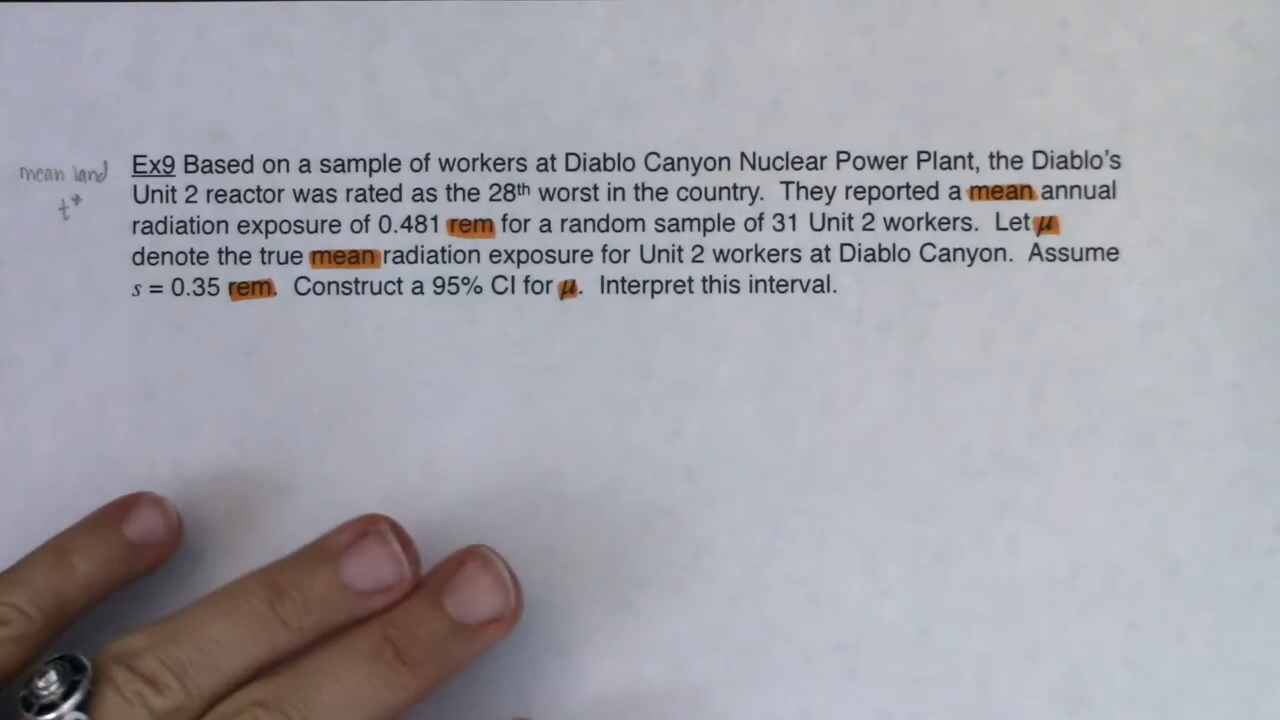 mean land
t*
Ex9 Based on a sample of workers at Diablo Canyon Nuclear Power Plant, the Diablo's
Unit 2 reactor was rated as the 28th worst in the country. They reported a mean annual
radiation exposure of 0.481 rem for a random sample of 31 Unit 2 workers. Let μ
denote the true mean radiation exposure for Unit 2 workers at Diablo Canyon. Assume
s = 0.35 rem. Construct a 95% CI for μ. Interpret this interval.